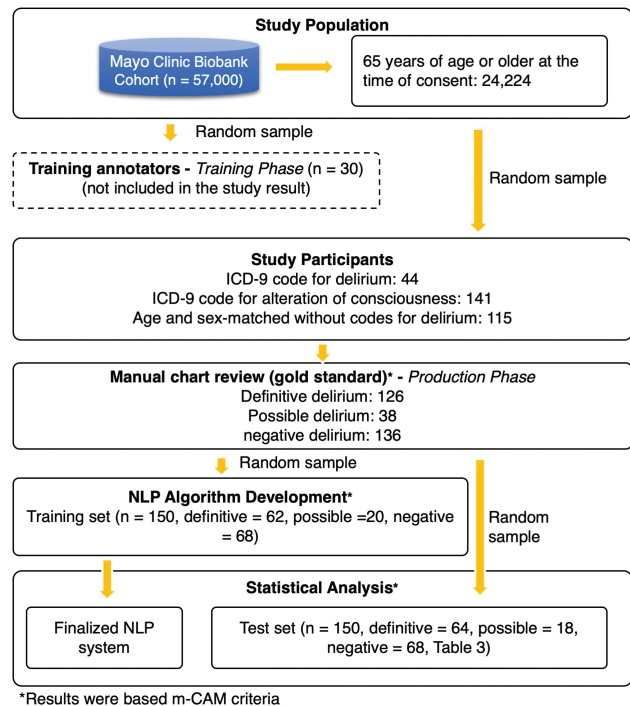 Study Population
Mayo Clinic Biobank
Cohort (n = 57,000)
65 years of age or older at the
time of consent: 24,224
Random sample
Training annotators - Training Phase (n = 30)
(not included in the study result)
Random sample
Study Participants
ICD-9 code for delirium: 44
ICD-9 code for alteration of consciousness: 141
Age and sex-matched without codes for delirium: 115
Manual chart review (gold standard)* - Production Phase
Definitive delirium: 126
Possible delirium: 38
negative delirium: 136
Random sample
NLP Algorithm Development*
Training set (n = 150, definitive = 62, possible =20, negative
= 68)
Random
sample
Statistical Analysis*
Finalized NLP
system
Test set (n = 150, definitive = 64, possible = 18,
negative = 68, Table 3)
*Results were based m-CAM criteria